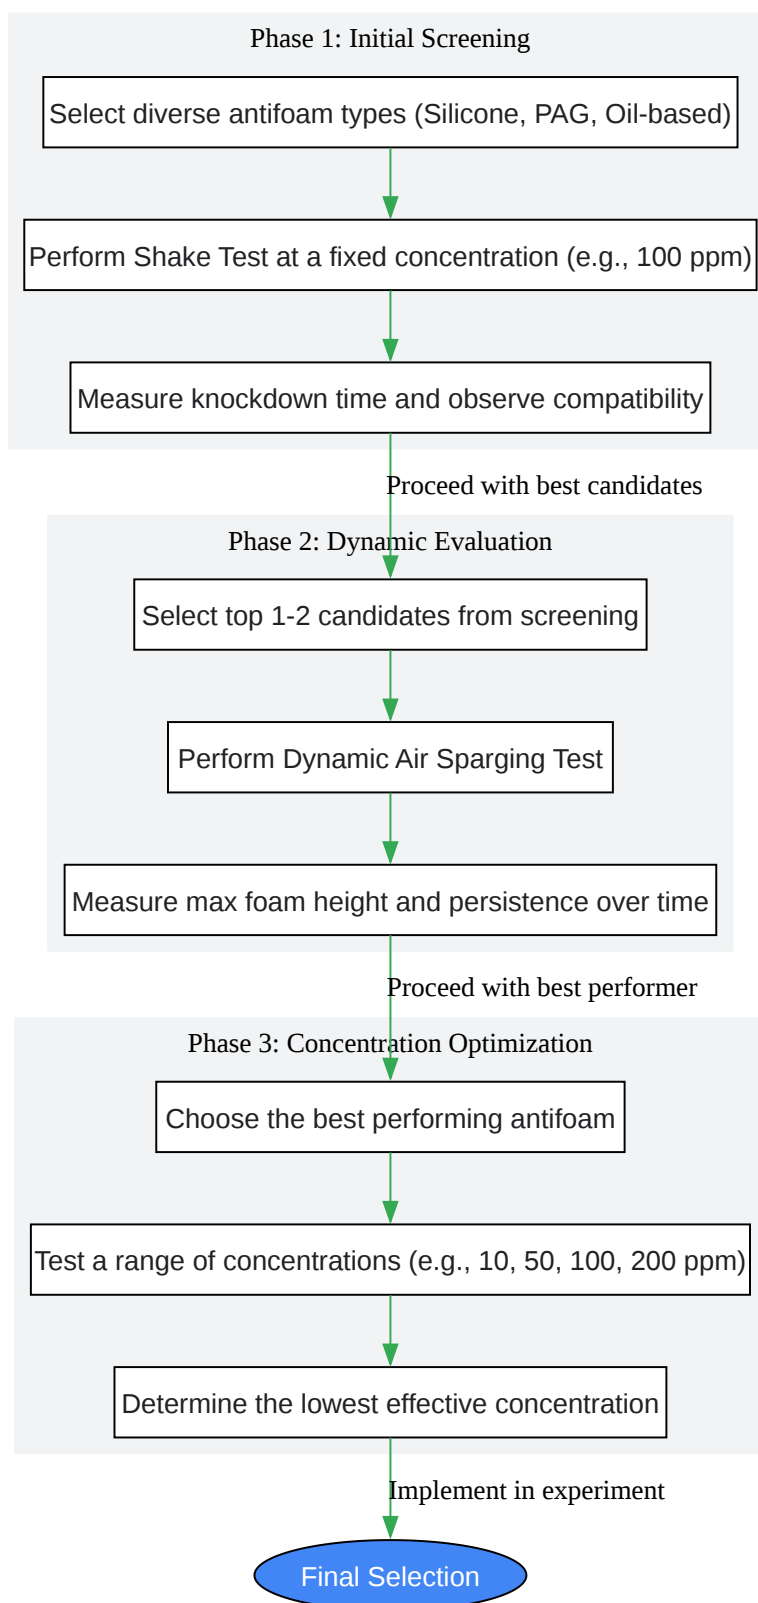 Phase 1: Initial Screening
Select diverse antifoam types (Silicone, PAG, Oil-based)
Perform Shake Test at a fixed concentration (e.g., 100 ppm)
Measure knockdown time and observe compatibility
Proceed with best candidates
Phase 2: Dynamic Evaluation
Select top 1-2 candidates from screening
Perform Dynamic Air Sparging Test
Measure max foam height and persistence over time
Proceed with best performer
Phase 3: Concentration Optimization
Choose the best performing antifoam
Test a range of concentrations (e.g., 10, 50, 100, 200 ppm)
Determine the lowest effective concentration
Implement in experiment
Final Selection